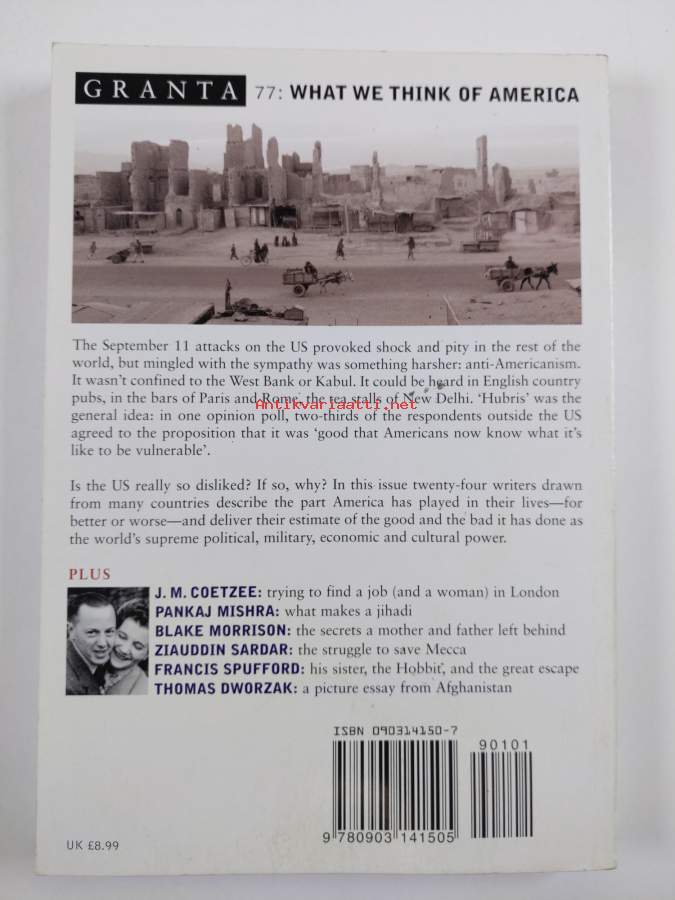 GRANTA 77: WHAT WE THINK OF AMERICA
The September 11 attacks on the US provoked shock and pity in the rest of the
world, but mingled with the sympathy was something harsher: anti-Americanism.
It wasn't confined to the West Bank or Kabul. It could be heard in English country
pubs, in the bars of Paris and Rome, the tea stalls of New Delhi. 'Hubris' was the
Antikvariaatti.net
general idea: in one opinion poll, two-thirds of the respondents outside the US
agreed to the proposition that it was 'good that Americans now know what it's
like to be vulnerable'.
Is the US really so disliked? If so, why? In this issue twenty-four writers drawn
from many countries describe the part America has played in their lives—for
better or worse—and deliver their estimate of the good and the bad it has done as
the world's supreme political, military, economic and cultural power.
PLUS
J. M. COETZEE: trying to find a job (and a woman) in London
PANKAJ MISHRA: what makes a jihadi
BLAKE MORRISON: the secrets a mother and father left behind
ZIAUDDIN SARDAR: the struggle to save Mecca
FRANCIS SPUFFORD: his sister, the Hobbit, and the great escape
THOMAS DWORZAK: a picture essay from Afghanistan
ISBN 090314150-7
90101
9 780903 141505
UK £8.99